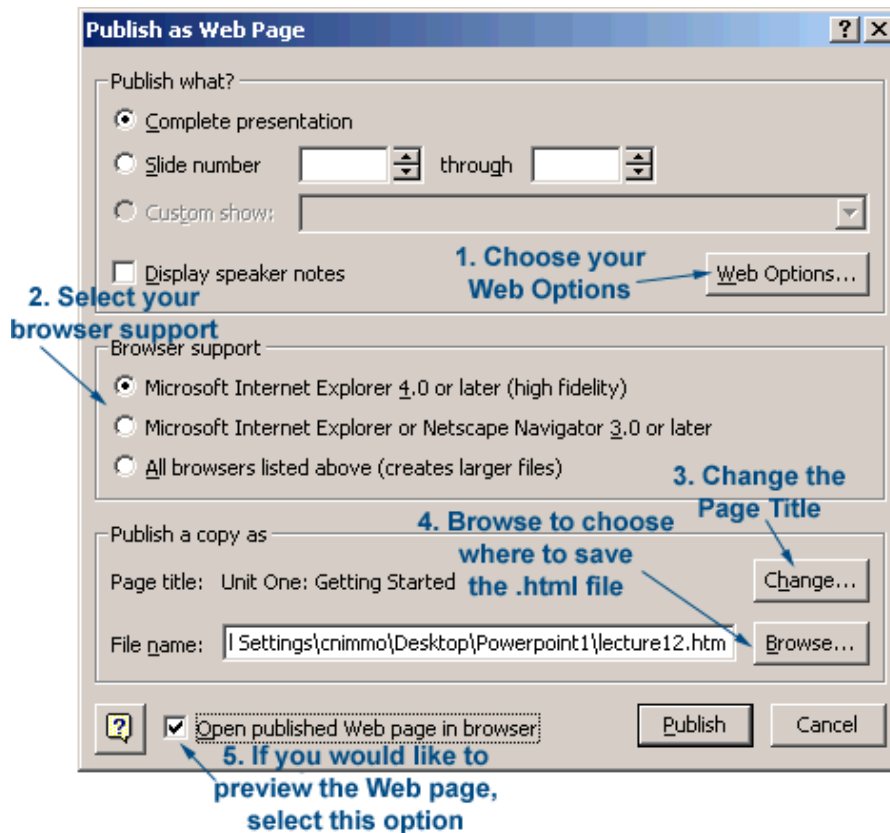 Publish as Web Page
Publish what?
Complete presentation
Slide number through
Custom show:
1. Choose your
Web Options
Display speaker notes
Web Options...
2. Select your
browser support
Browser support
Microsoft Internet Explorer 4.0 or later (high fidelity)
Microsoft Internet Explorer or Netscape Navigator 3.0 or later
All browsers listed above (creates larger files)
3. Change the
Page Title
4. Browse to choose
where to save
the .html file
Publish a copy as
Page title: Unit One: Getting Started
Change...
File name: l Settings\cnimmo\Desktop\Powerpoint1\lecture12.htm
Browse...
Open published Web page in browser
Publish
Cancel
5. If you would like to
preview the Web page,
select this option